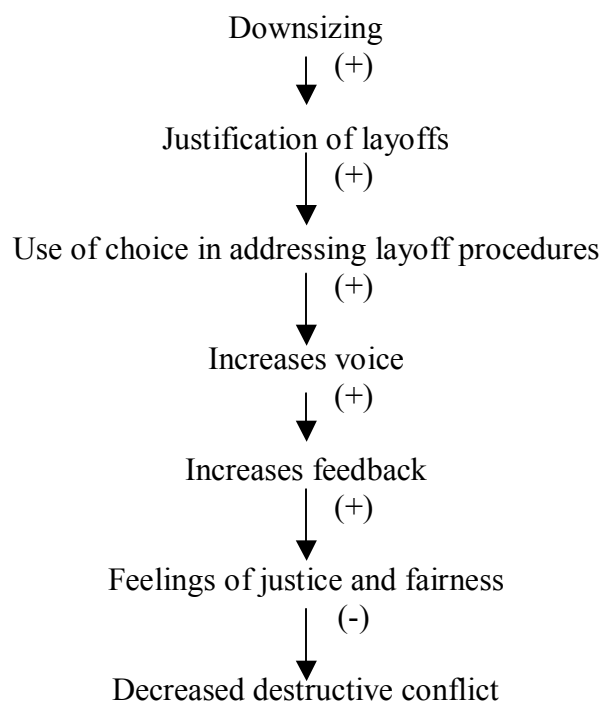 Downsizing
(+)
Justification of layoffs
(+)
Use of choice in addressing layoff procedures
(+)
Increases voice
(+)
Increases feedback
(+)
Feelings of justice and fairness
(-)
Decreased destructive conflict